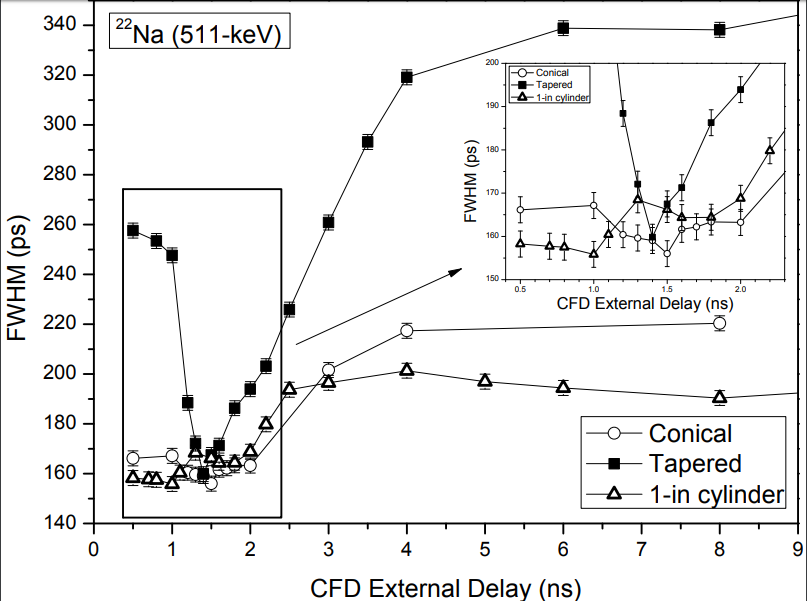 340
320
300
280
260
240
220
200
180
160
140
FWHM (ps)
²²Na (511-keV)
0 1 2 3 4 5 6 7 8 9
CFD External Delay (ns)
200
190
180
170
160
150
FWHM (ps)
Conical
Tapered
1-in cylinder
0.5 1.0 1.5 2.0
CFD External Delay (ns)
Conical
Tapered
1-in cylinder